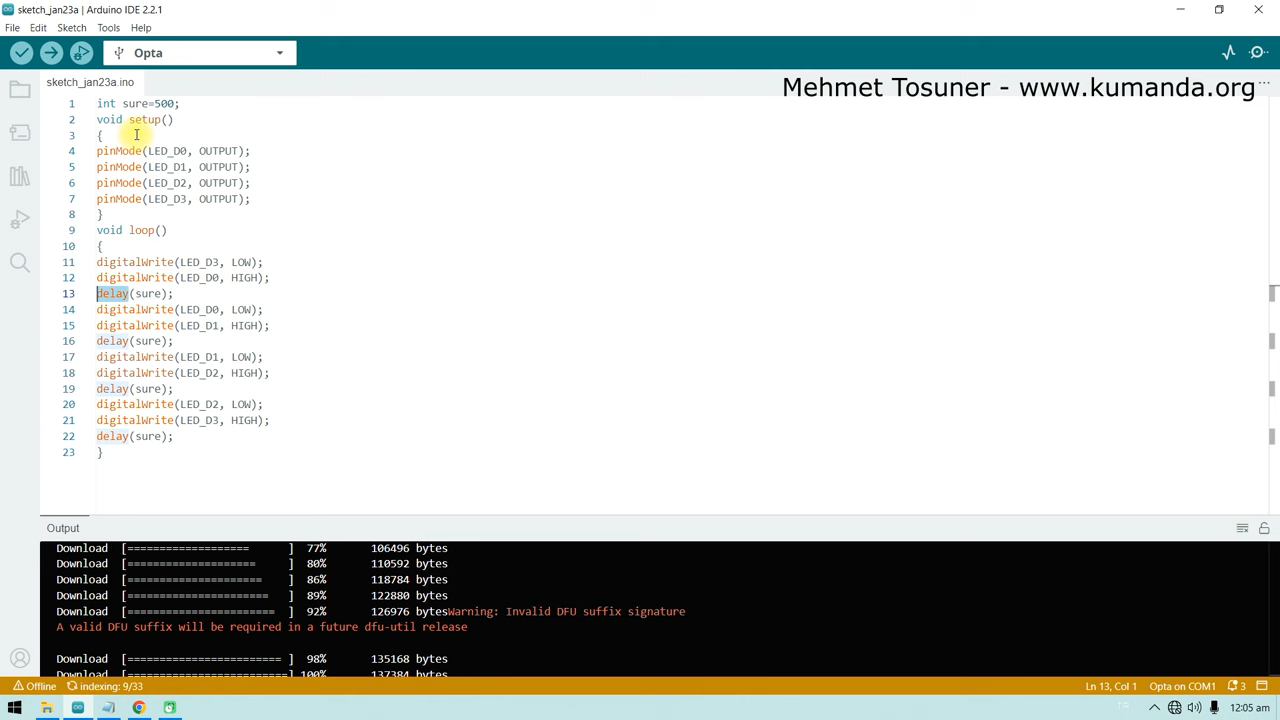 sketch_jan23a | Arduino IDE 2.2.1
File Edit Sketch Tools Help
Opta
sketch_jan23a.ino
Mehmet Tosuner - www.kumanda.org
1 int sure=500;
2 void setup()
3 {
4 pinMode(LED_D0, OUTPUT);
5 pinMode(LED_D1, OUTPUT);
6 pinMode(LED_D2, OUTPUT);
7 pinMode(LED_D3, OUTPUT);
8 }
9 void loop()
10 {
11 digitalWrite(LED_D3, LOW);
12 digitalWrite(LED_D0, HIGH);
13 delay(sure);
14 digitalWrite(LED_D0, LOW);
15 digitalWrite(LED_D1, HIGH);
16 delay(sure);
17 digitalWrite(LED_D1, LOW);
18 digitalWrite(LED_D2, HIGH);
19 delay(sure);
20 digitalWrite(LED_D2, LOW);
21 digitalWrite(LED_D3, HIGH);
22 delay(sure);
23 }
Output
Download [=================== ] 77% 106496 bytes
Download [==================== ] 80% 110592 bytes
Download [===================== ] 86% 118784 bytes
Download [====================== ] 89% 122880 bytes
Download [======================= ] 92% 126976 bytesWarning: Invalid DFU suffix signature
A valid DFU suffix will be required in a future dfu-util release
Download [======================== ] 98% 135168 bytes
Download [=========================] 100% 137384 bytes
Offline indexing: 9/33 Ln 13, Col 1 Opta on COM1 3
12:05 am